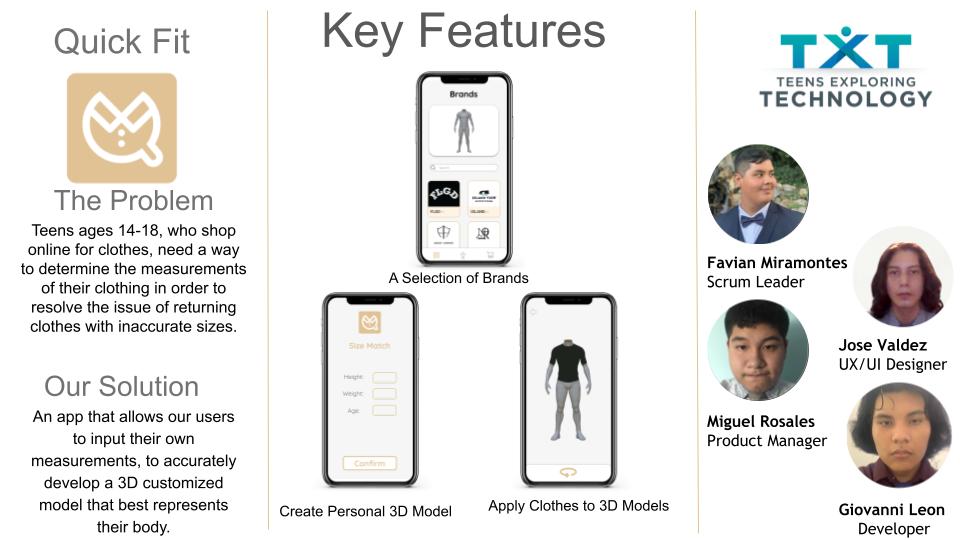 Quick Fit
The Problem
Teens ages 14-18, who shop
online for clothes, need a way
to determine the measurements
of their clothing in order to
resolve the issue of returning
clothes with inaccurate sizes.
Our Solution
An app that allows our users
to input their own
measurements, to accurately
develop a 3D customized
model that best represents
their body.
Key Features
Brands
FLGD
A Selection of Brands
Size Match
Height:
Weight:
Age:
Confirm
Create Personal 3D Model
Apply Clothes to 3D Models
TXT
TEENS EXPLORING
TECHNOLOGY
Favian Miramontes
Scrum Leader
Jose Valdez
UX/UI Designer
Miguel Rosales
Product Manager
Giovanni Leon
Developer